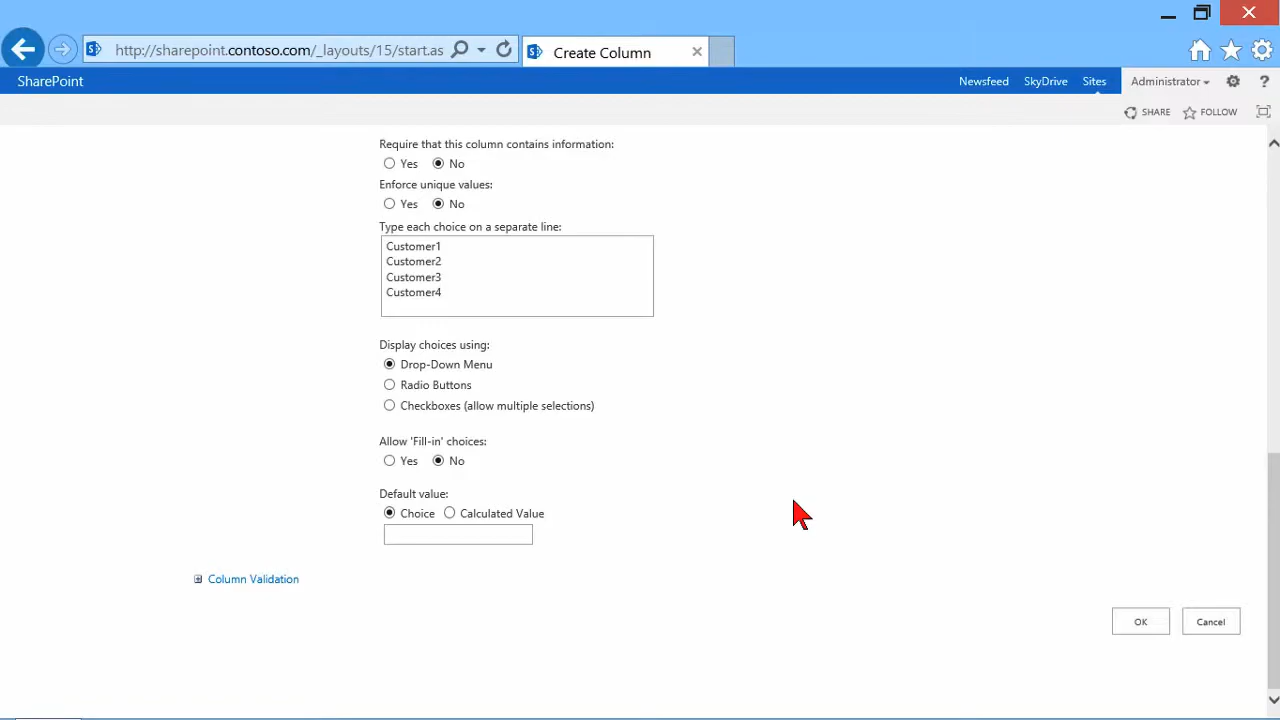 http://sharepoint.contoso.com/_layouts/15/start.as
Create Column
SharePoint
Newsfeed SkyDrive Sites Administrator ?
SHARE FOLLOW
Require that this column contains information:
Yes No
Enforce unique values:
Yes No
Type each choice on a separate line:
Customer1
Customer2
Customer3
Customer4
Display choices using:
Drop-Down Menu
Radio Buttons
Checkboxes (allow multiple selections)
Allow 'Fill-in' choices:
Yes No
Default value:
Choice Calculated Value
Column Validation
OK Cancel